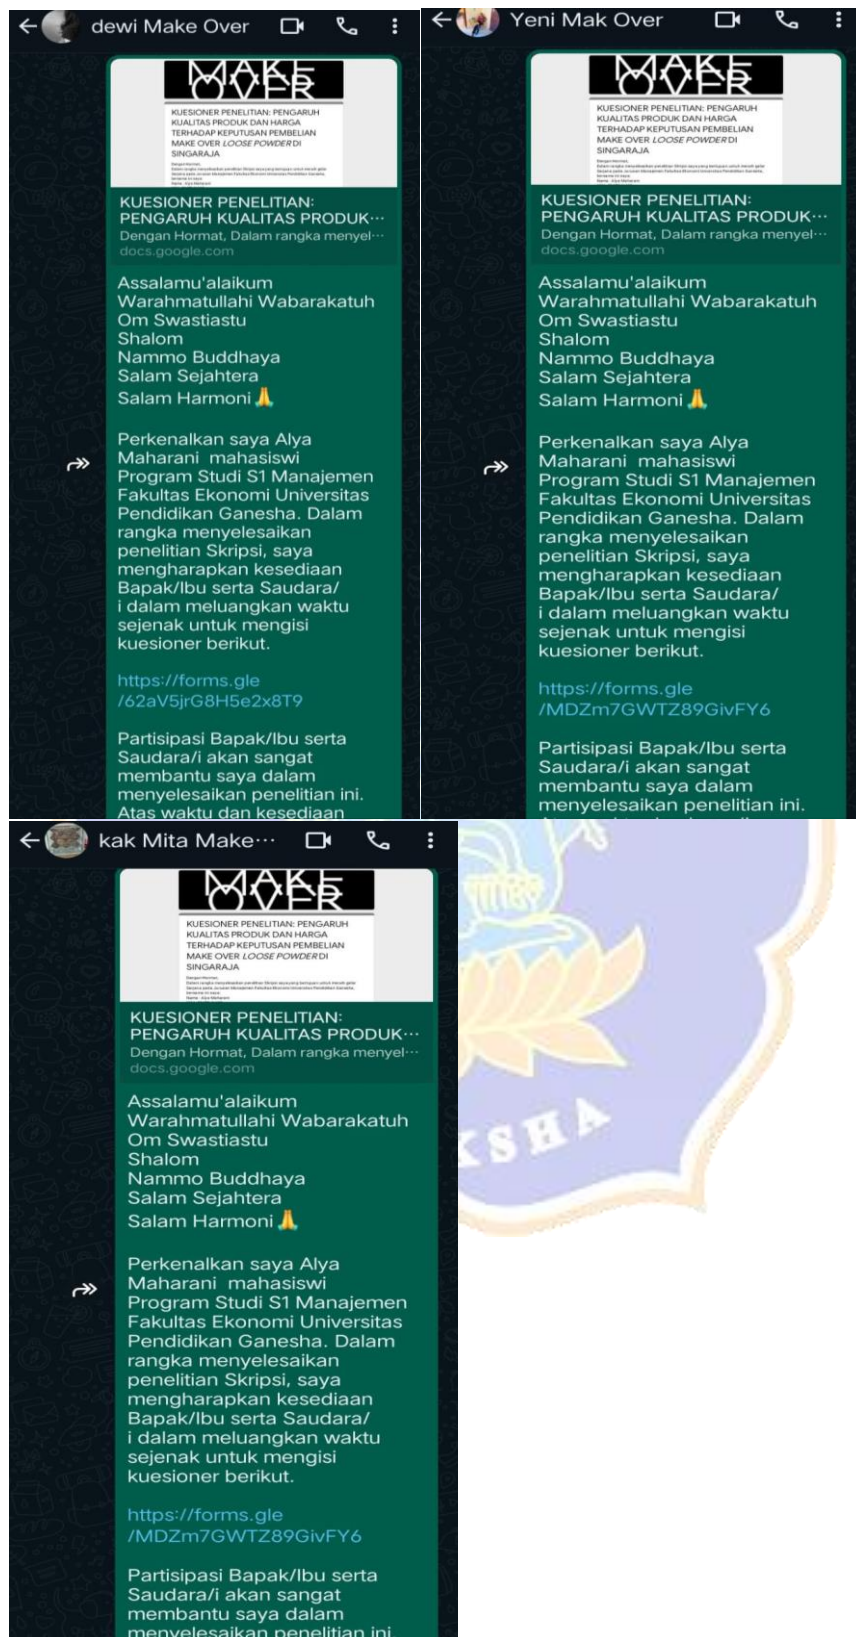 dewi Make Over
MAKE
OVER
KUESIONER PENELITIAN: PENGARUH
KUALITAS PRODUK DAN HARGA
TERHADAP KEPUTUSAN PEMBELIAN
MAKE OVER LOOSE POWDER DI
SINGARAJA
Dengan Hormat,
KUESIONER PENELITIAN:
PENGARUH KUALITAS PRODUK···
Dengan Hormat, Dalam rangka menyel···
docs.google.com
Assalamu'alaikum
Warahmatullahi Wabarakatuh
Om Swastiastu
Shalom
Nammo Buddhaya
Salam Sejahtera
Salam Harmoni🙏
Perkenalkan saya Alya
Maharani  mahasiswi
Program Studi S1 Manajemen
Fakultas Ekonomi Universitas
Pendidikan Ganesha. Dalam
rangka menyelesaikan
penelitian Skripsi, saya
mengharapkan kesediaan
Bapak/Ibu serta Saudara/
i dalam meluangkan waktu
sejenak untuk mengisi
kuesioner berikut.
https://forms.gle
/62aV5jrG8H5e2x8T9
Partisipasi Bapak/Ibu serta
Saudara/i akan sangat
membantu saya dalam
menyelesaikan penelitian ini.
Atas waktu dan kesediaan
Yeni Mak Over
MAKE
OVER
KUESIONER PENELITIAN: PENGARUH
KUALITAS PRODUK DAN HARGA
TERHADAP KEPUTUSAN PEMBELIAN
MAKE OVER LOOSE POWDER DI
SINGARAJA
Dengan Hormat,
KUESIONER PENELITIAN:
PENGARUH KUALITAS PRODUK···
Dengan Hormat, Dalam rangka menyel···
docs.google.com
Assalamu'alaikum
Warahmatullahi Wabarakatuh
Om Swastiastu
Shalom
Nammo Buddhaya
Salam Sejahtera
Salam Harmoni🙏
Perkenalkan saya Alya
Maharani  mahasiswi
Program Studi S1 Manajemen
Fakultas Ekonomi Universitas
Pendidikan Ganesha. Dalam
rangka menyelesaikan
penelitian Skripsi, saya
mengharapkan kesediaan
Bapak/Ibu serta Saudara/
i dalam meluangkan waktu
sejenak untuk mengisi
kuesioner berikut.
https://forms.gle
/MDZm7GWTZ89GivFY6
Partisipasi Bapak/Ibu serta
Saudara/i akan sangat
membantu saya dalam
menyelesaikan penelitian ini.
kak Mita Make···
MAKE
OVER
KUESIONER PENELITIAN: PENGARUH
KUALITAS PRODUK DAN HARGA
TERHADAP KEPUTUSAN PEMBELIAN
MAKE OVER LOOSE POWDER DI
SINGARAJA
Dengan Hormat,
KUESIONER PENELITIAN:
PENGARUH KUALITAS PRODUK···
Dengan Hormat, Dalam rangka menyel···
docs.google.com
Assalamu'alaikum
Warahmatullahi Wabarakatuh
Om Swastiastu
Shalom
Nammo Buddhaya
Salam Sejahtera
Salam Harmoni🙏
Perkenalkan saya Alya
Maharani  mahasiswi
Program Studi S1 Manajemen
Fakultas Ekonomi Universitas
Pendidikan Ganesha. Dalam
rangka menyelesaikan
penelitian Skripsi, saya
mengharapkan kesediaan
Bapak/Ibu serta Saudara/
i dalam meluangkan waktu
sejenak untuk mengisi
kuesioner berikut.
https://forms.gle
/MDZm7GWTZ89GivFY6
Partisipasi Bapak/Ibu serta
Saudara/i akan sangat
membantu saya dalam
menyelesaikan penelitian ini.
KSHA